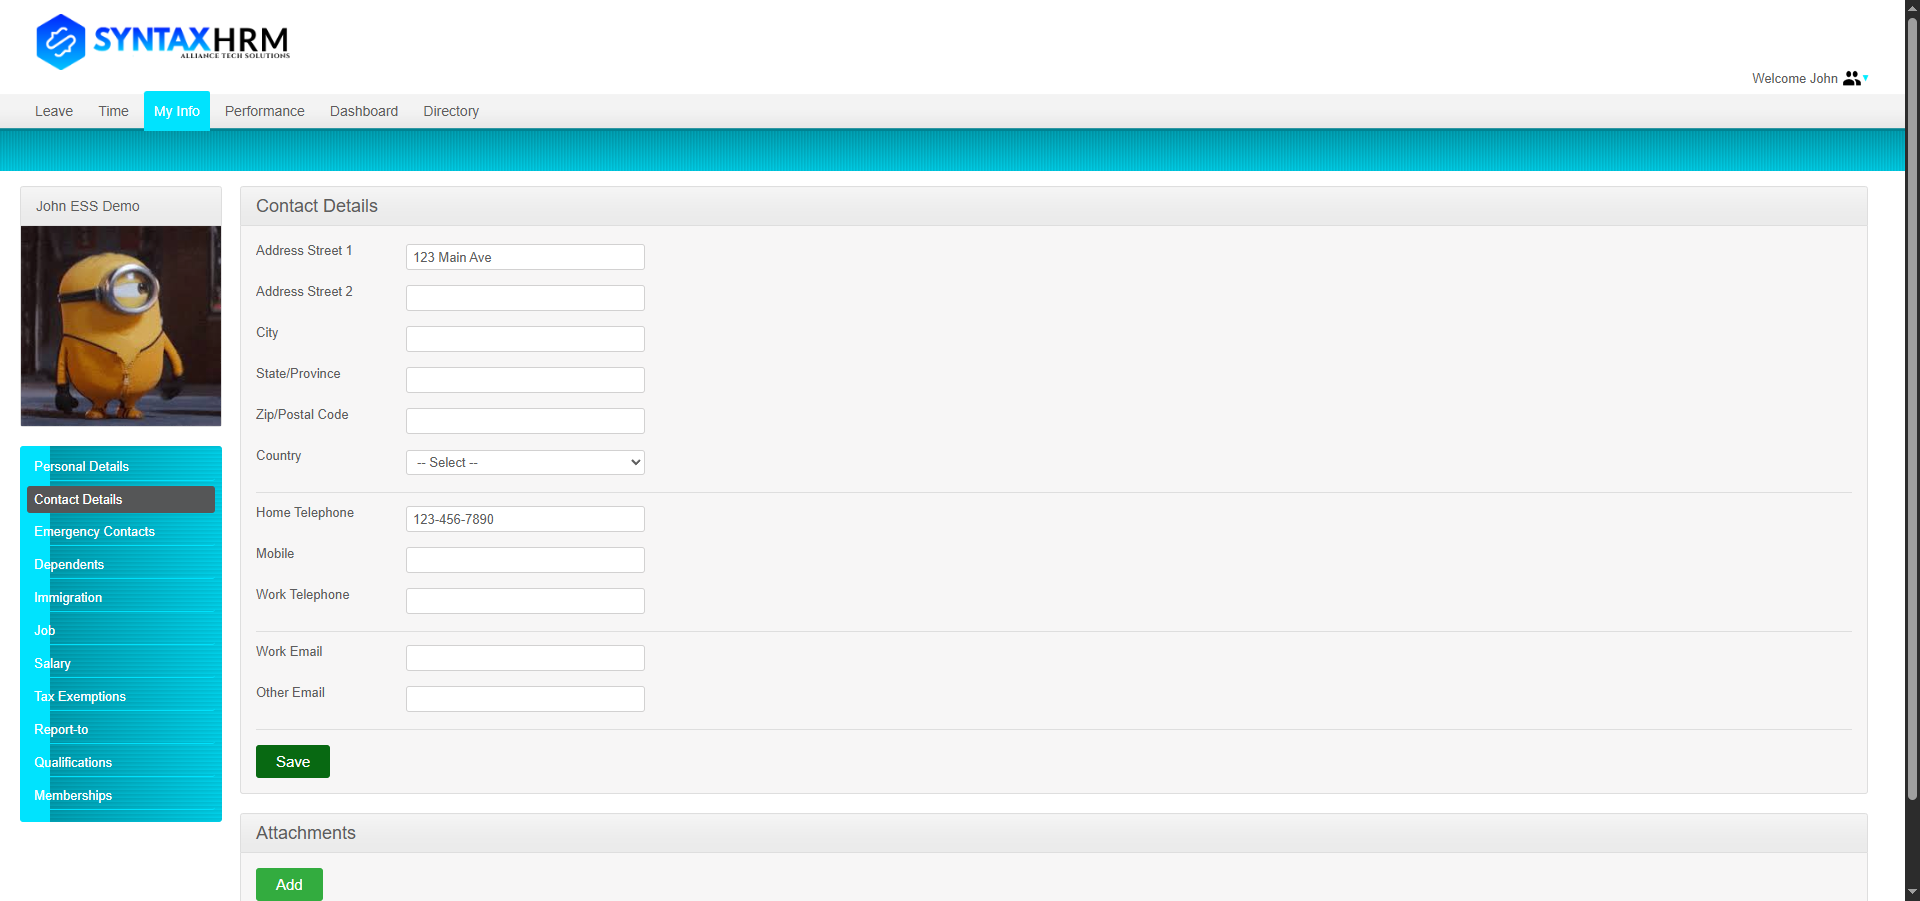 SYNTAXHRM
ALLIANCE TECH SOLUTIONS
Welcome John
Leave Time My Info Performance Dashboard Directory
John ESS Demo
Personal Details
Contact Details
Emergency Contacts
Dependents
Immigration
Job
Salary
Tax Exemptions
Report-to
Qualifications
Memberships
Contact Details
Address Street 1 123 Main Ave
Address Street 2
City
State/Province
Zip/Postal Code
Country -- Select --
Home Telephone 123-456-7890
Mobile
Work Telephone
Work Email
Other Email
Save
Attachments
Add